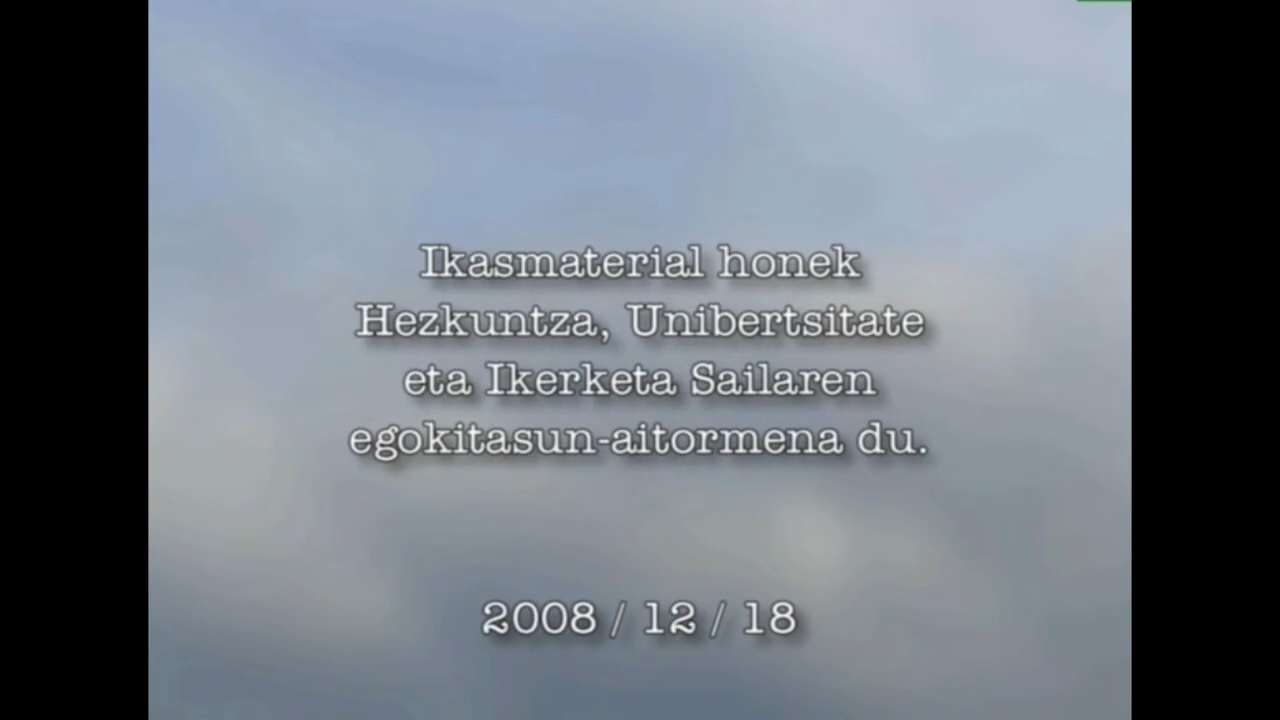 Ikasmaterial honek
Hezkuntza, Unibertsitate
eta Ikerketa Sailaren
egokitasun-aitormena du.
2008 / 12 / 18